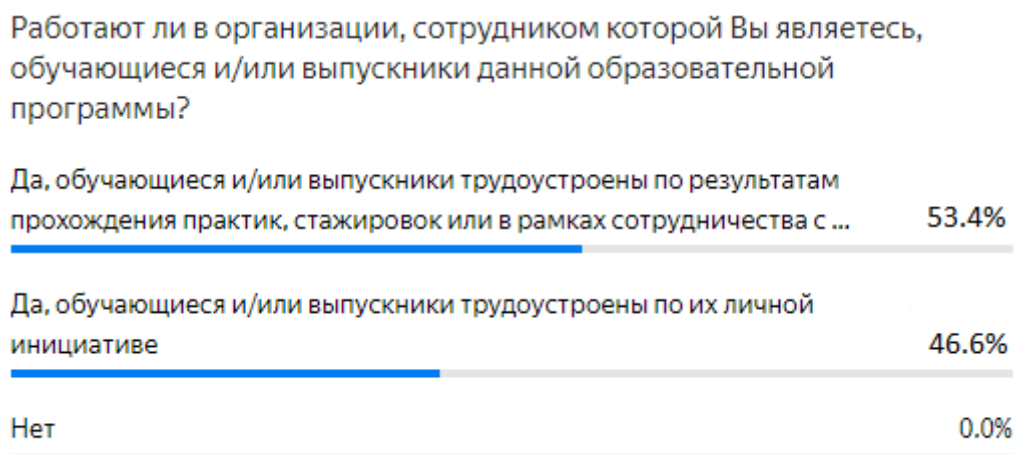 Работают ли в организации, сотрудником которой Вы являетесь,
обучающиеся и/или выпускники данной образовательной
программы?
Да, обучающиеся и/или выпускники трудоустроены по результатам
прохождения практик, стажировок или в рамках сотрудничества с ...
53.4%
Да, обучающиеся и/или выпускники трудоустроены по их личной
инициативе
46.6%
Нет
0.0%